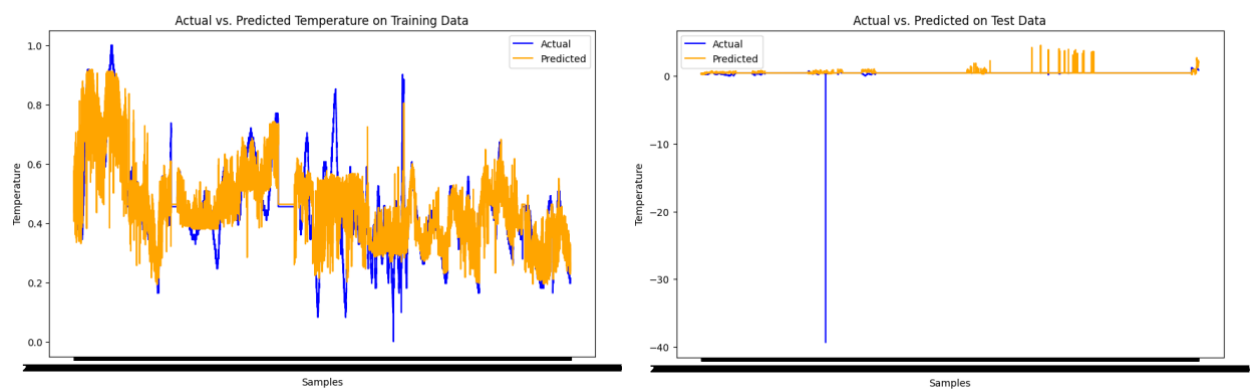 Actual vs. Predicted Temperature on Training Data
Actual
Predicted
1.0
0.8
0.6
0.4
0.2
0.0
Temperature
Samples
Actual vs. Predicted on Test Data
Actual
Predicted
0
−10
−20
−30
−40
Temperature
Samples